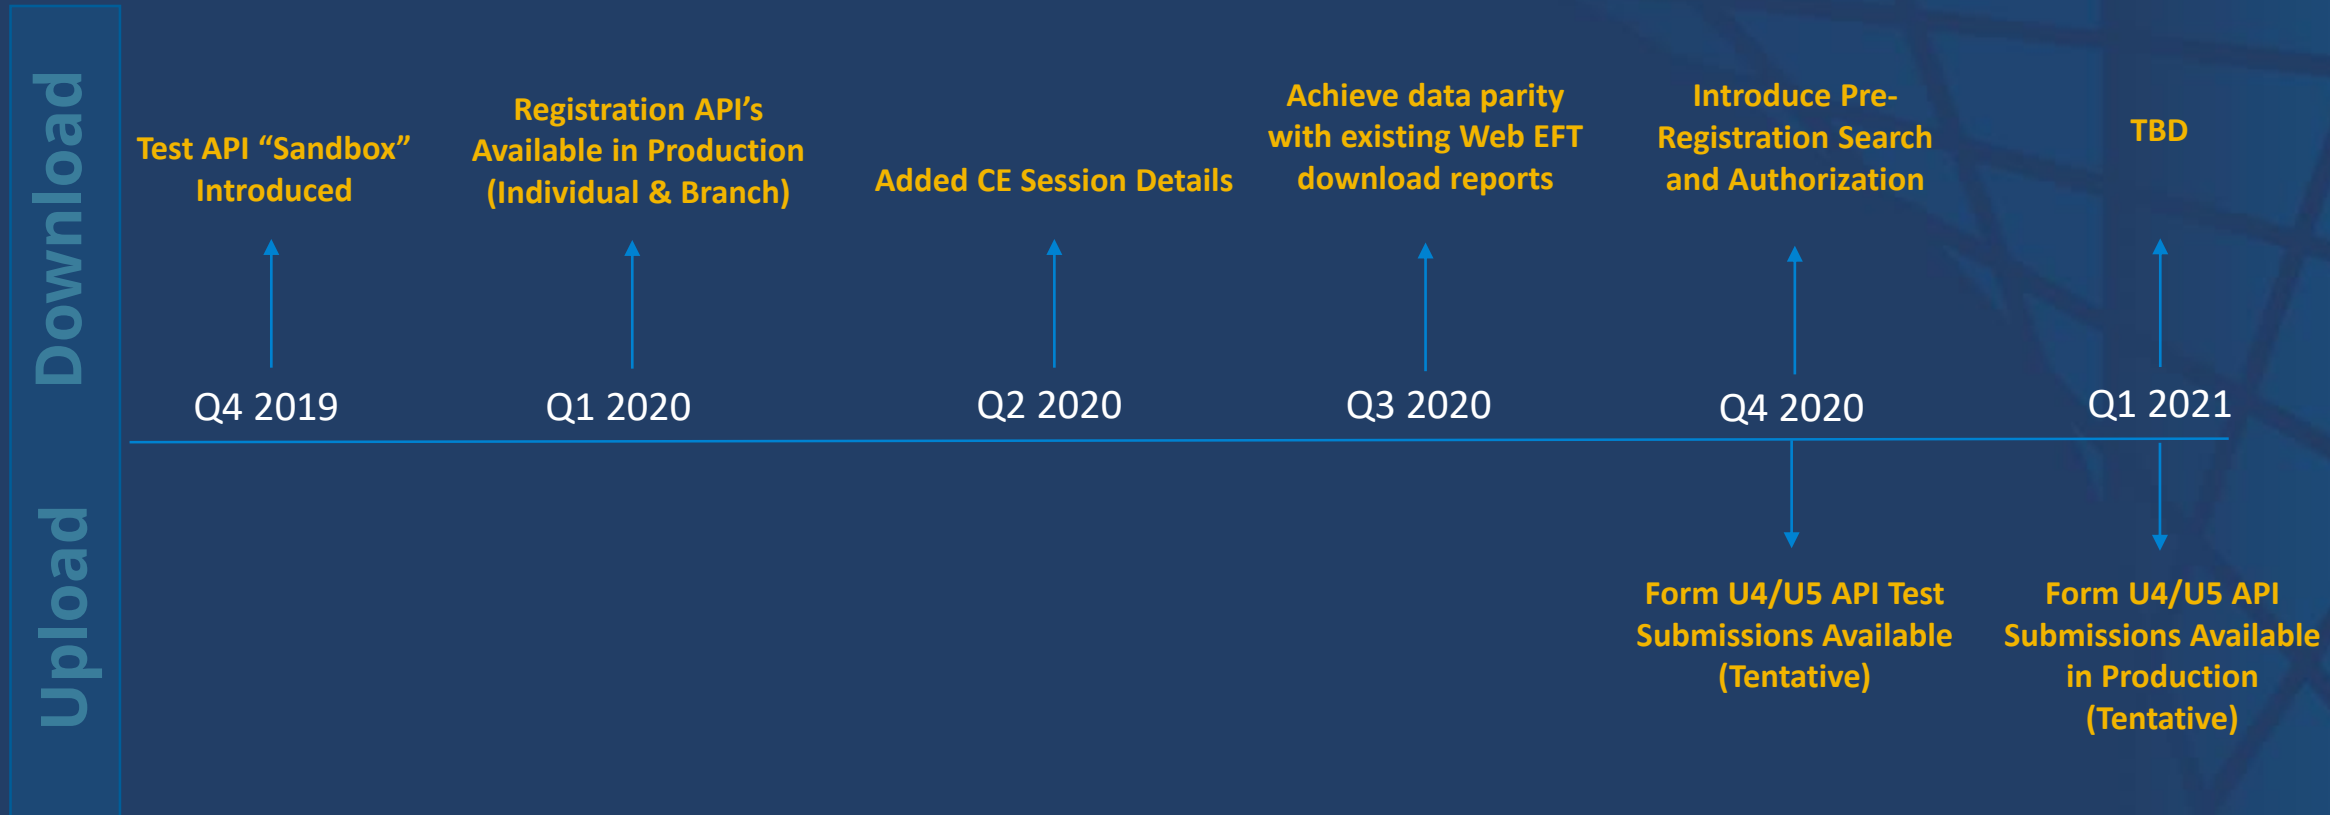 Download
Test API “Sandbox”
Introduced
Registration API’s
Available in Production
(Individual & Branch)
Added CE Session Details
Achieve data parity
with existing Web EFT
download reports
Introduce Pre-
Registration Search
and Authorization
TBD
Q4 2019
Q1 2020
Q2 2020
Q3 2020
Q4 2020
Q1 2021
Upload
Form U4/U5 API Test
Submissions Available
(Tentative)
Form U4/U5 API
Submissions Available
in Production
(Tentative)